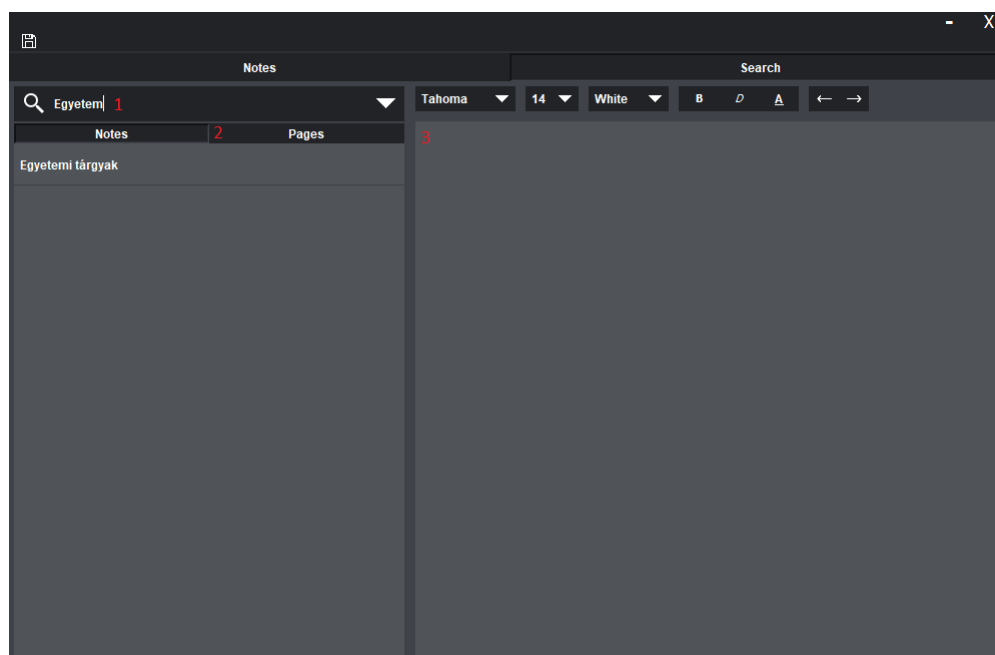 - X
Notes Search
Egyetem 1
Tahoma 14 White B D A ← →
Notes 2 Pages
3
Egyetemi tárgyak